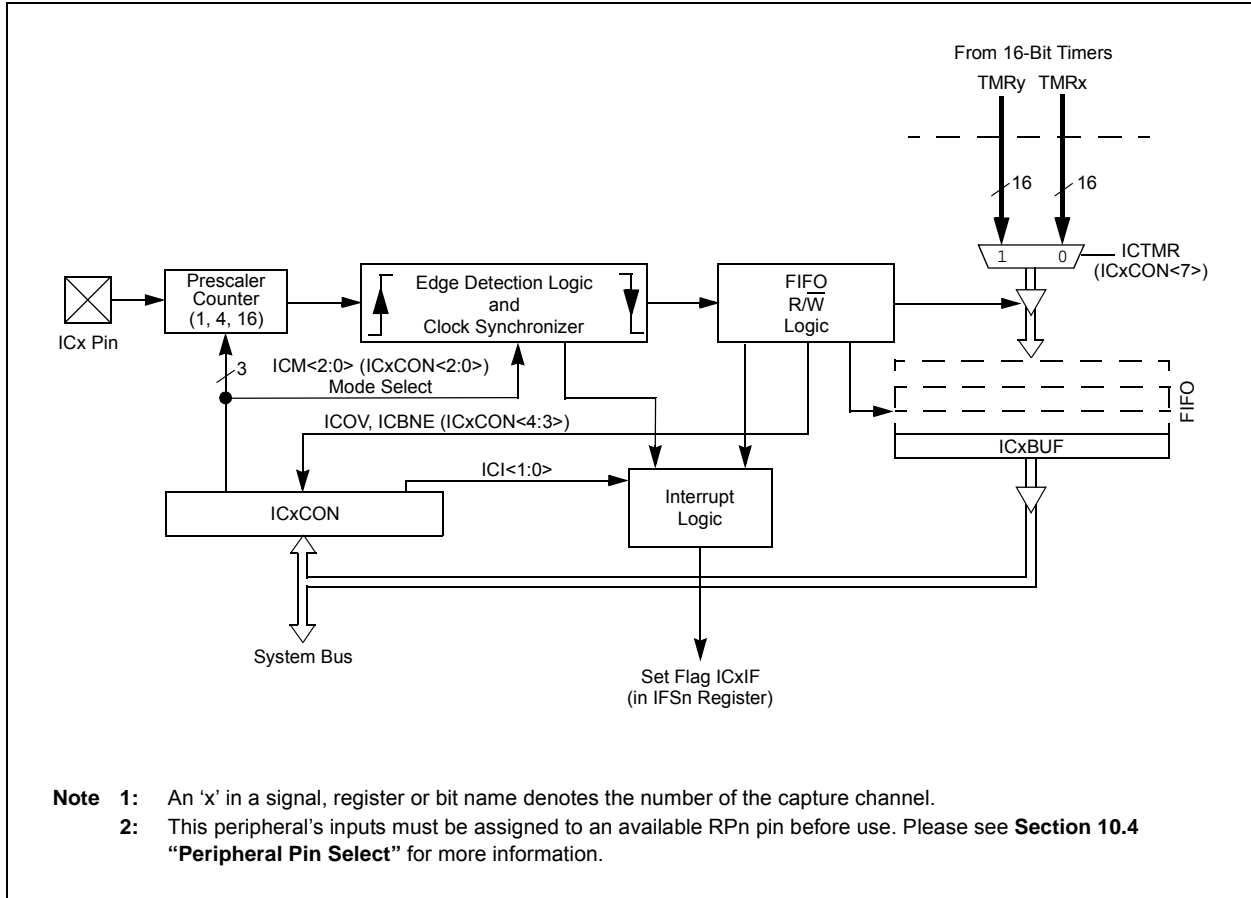 From 16-Bit Timers
TMRy TMRx
16 16
1 0
ICTMR
(ICxCON<7>)
Prescaler
Counter
(1, 4, 16)
Edge Detection Logic
and
Clock Synchronizer
FIFO
R/W̅
Logic
ICx Pin
3
ICM<2:0> (ICxCON<2:0>)
Mode Select
FIFO
ICOV, ICBNE (ICxCON<4:3>)
ICxBUF
ICI<1:0>
ICxCON
Interrupt
Logic
System Bus
Set Flag ICxIF
(in IFSn Register)
Note 1: An ‘x’ in a signal, register or bit name denotes the number of the capture channel.
2: This peripheral’s inputs must be assigned to an available RPn pin before use. Please see Section 10.4
“Peripheral Pin Select” for more information.